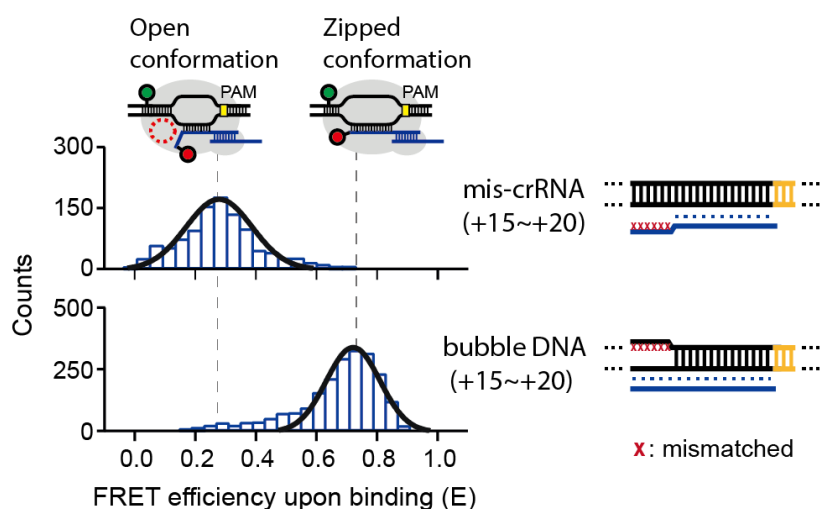 Open
conformation
Zipped
conformation
PAM
PAM
300
150
0
mis-crRNA
(+15~+20)
xxxxxx
Counts
500
250
0
bubble DNA
(+15~+20)
xxxxxx
x: mismatched
0.0 0.2 0.4 0.6 0.8 1.0
FRET efficiency upon binding (E)